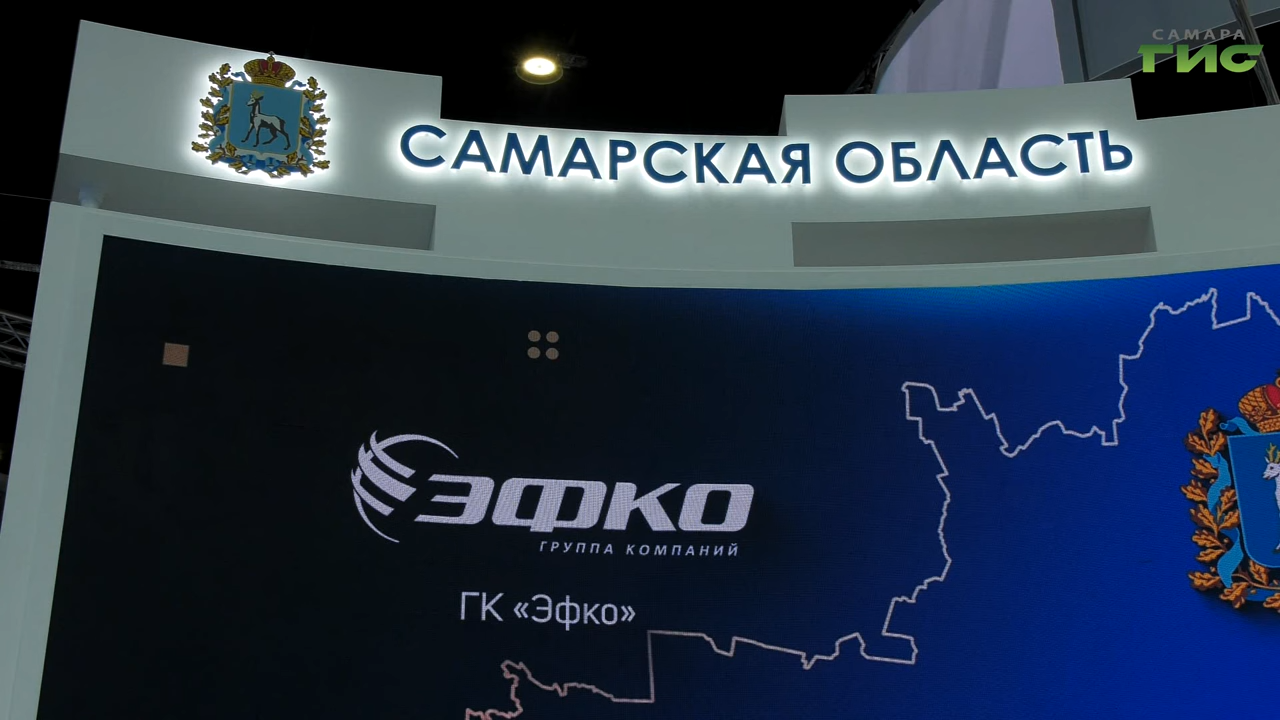 САМАРА
ГИС
САМАРСКАЯ ОБЛАСТЬ
ЭФКО
ГРУППА КОМПАНИЙ
ГК «Эфко»